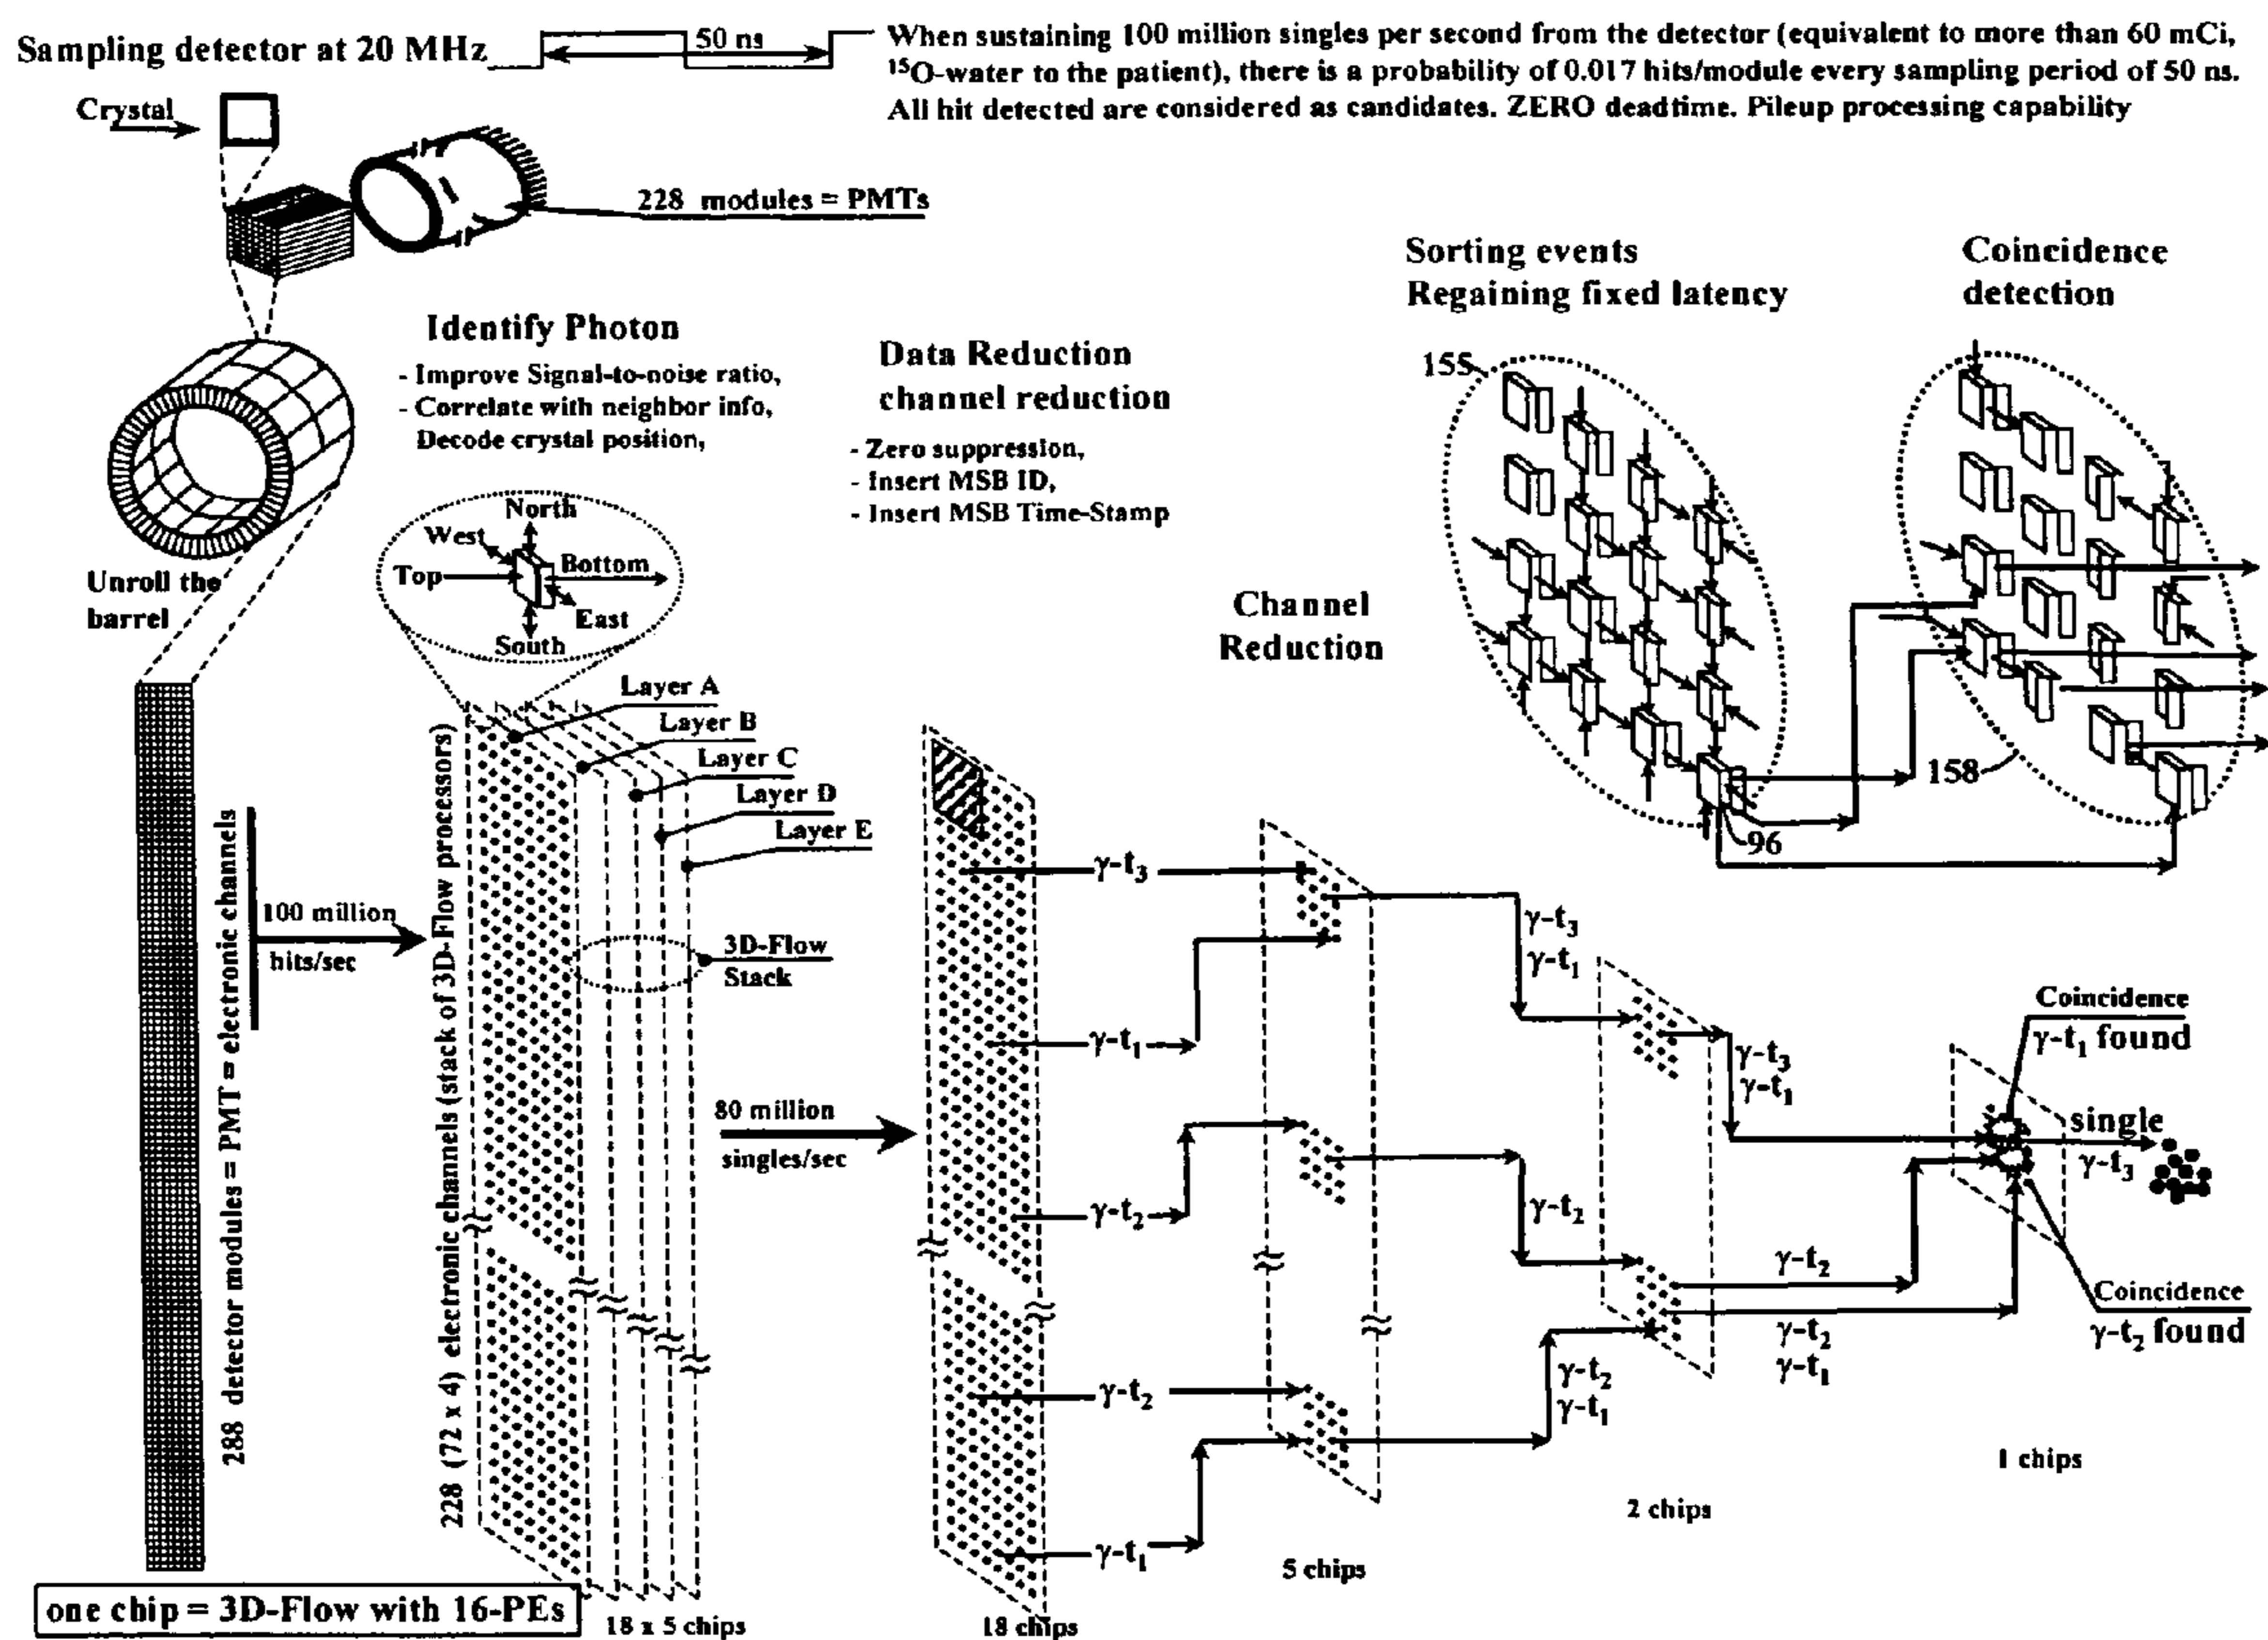 Sampling detector at 20 MHz
50 ns
When sustaining 100 million singles per second from the detector (equivalent to more than 60 mCi,
¹⁵O-water to the patient), there is a probability of 0.017 hits/module every sampling period of 50 ns.
All hit detected are considered as candidates. ZERO deadtime. Pileup processing capability
Crystal
228 modules = PMTs
Identify Photon
- Improve Signal-to-noise ratio,
- Correlate with neighbor info,
Decode crystal position,
Data Reduction
channel reduction
- Zero suppression,
- Insert MSB ID,
- Insert MSB Time-Stamp
Sorting events
Regaining fixed latency
Coincidence
detection
155
158
96
Channel
Reduction
North
West
Top
Bottom
East
South
Unroll the
barrel
Layer A
Layer B
Layer C
Layer D
Layer E
3D-Flow
Stack
288 detector modules = PMT = electronic channels
100 million
hits/sec
228 (72 x 4) electronic channels (stack of 3D-Flow processors)
80 million
singles/sec
γ-t₃
γ-t₁
γ-t₂
γ-t₂
γ-t₁
γ-t₃
γ-t₁
γ-t₂
γ-t₂
γ-t₁
γ-t₃
γ-t₁
γ-t₂
γ-t₂
γ-t₁
Coincidence
γ-t₁ found
single
γ-t₃
Coincidence
γ-t₂ found
one chip = 3D-Flow with 16-PEs
18 x 5 chips
18 chips
5 chips
2 chips
1 chips